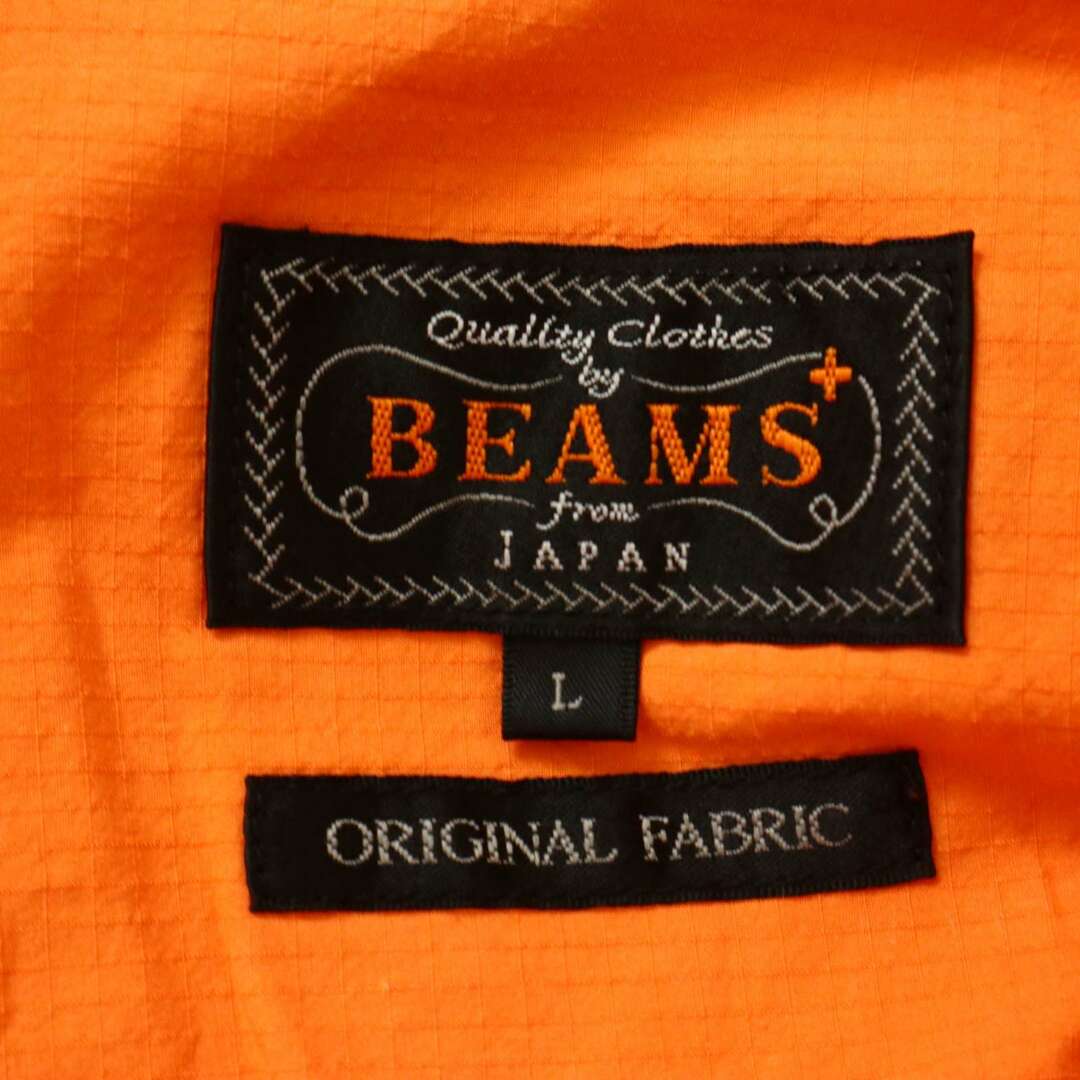 Quality Clothes
by
BEAMS+
from
JAPAN
L
ORIGINAL FABRIC